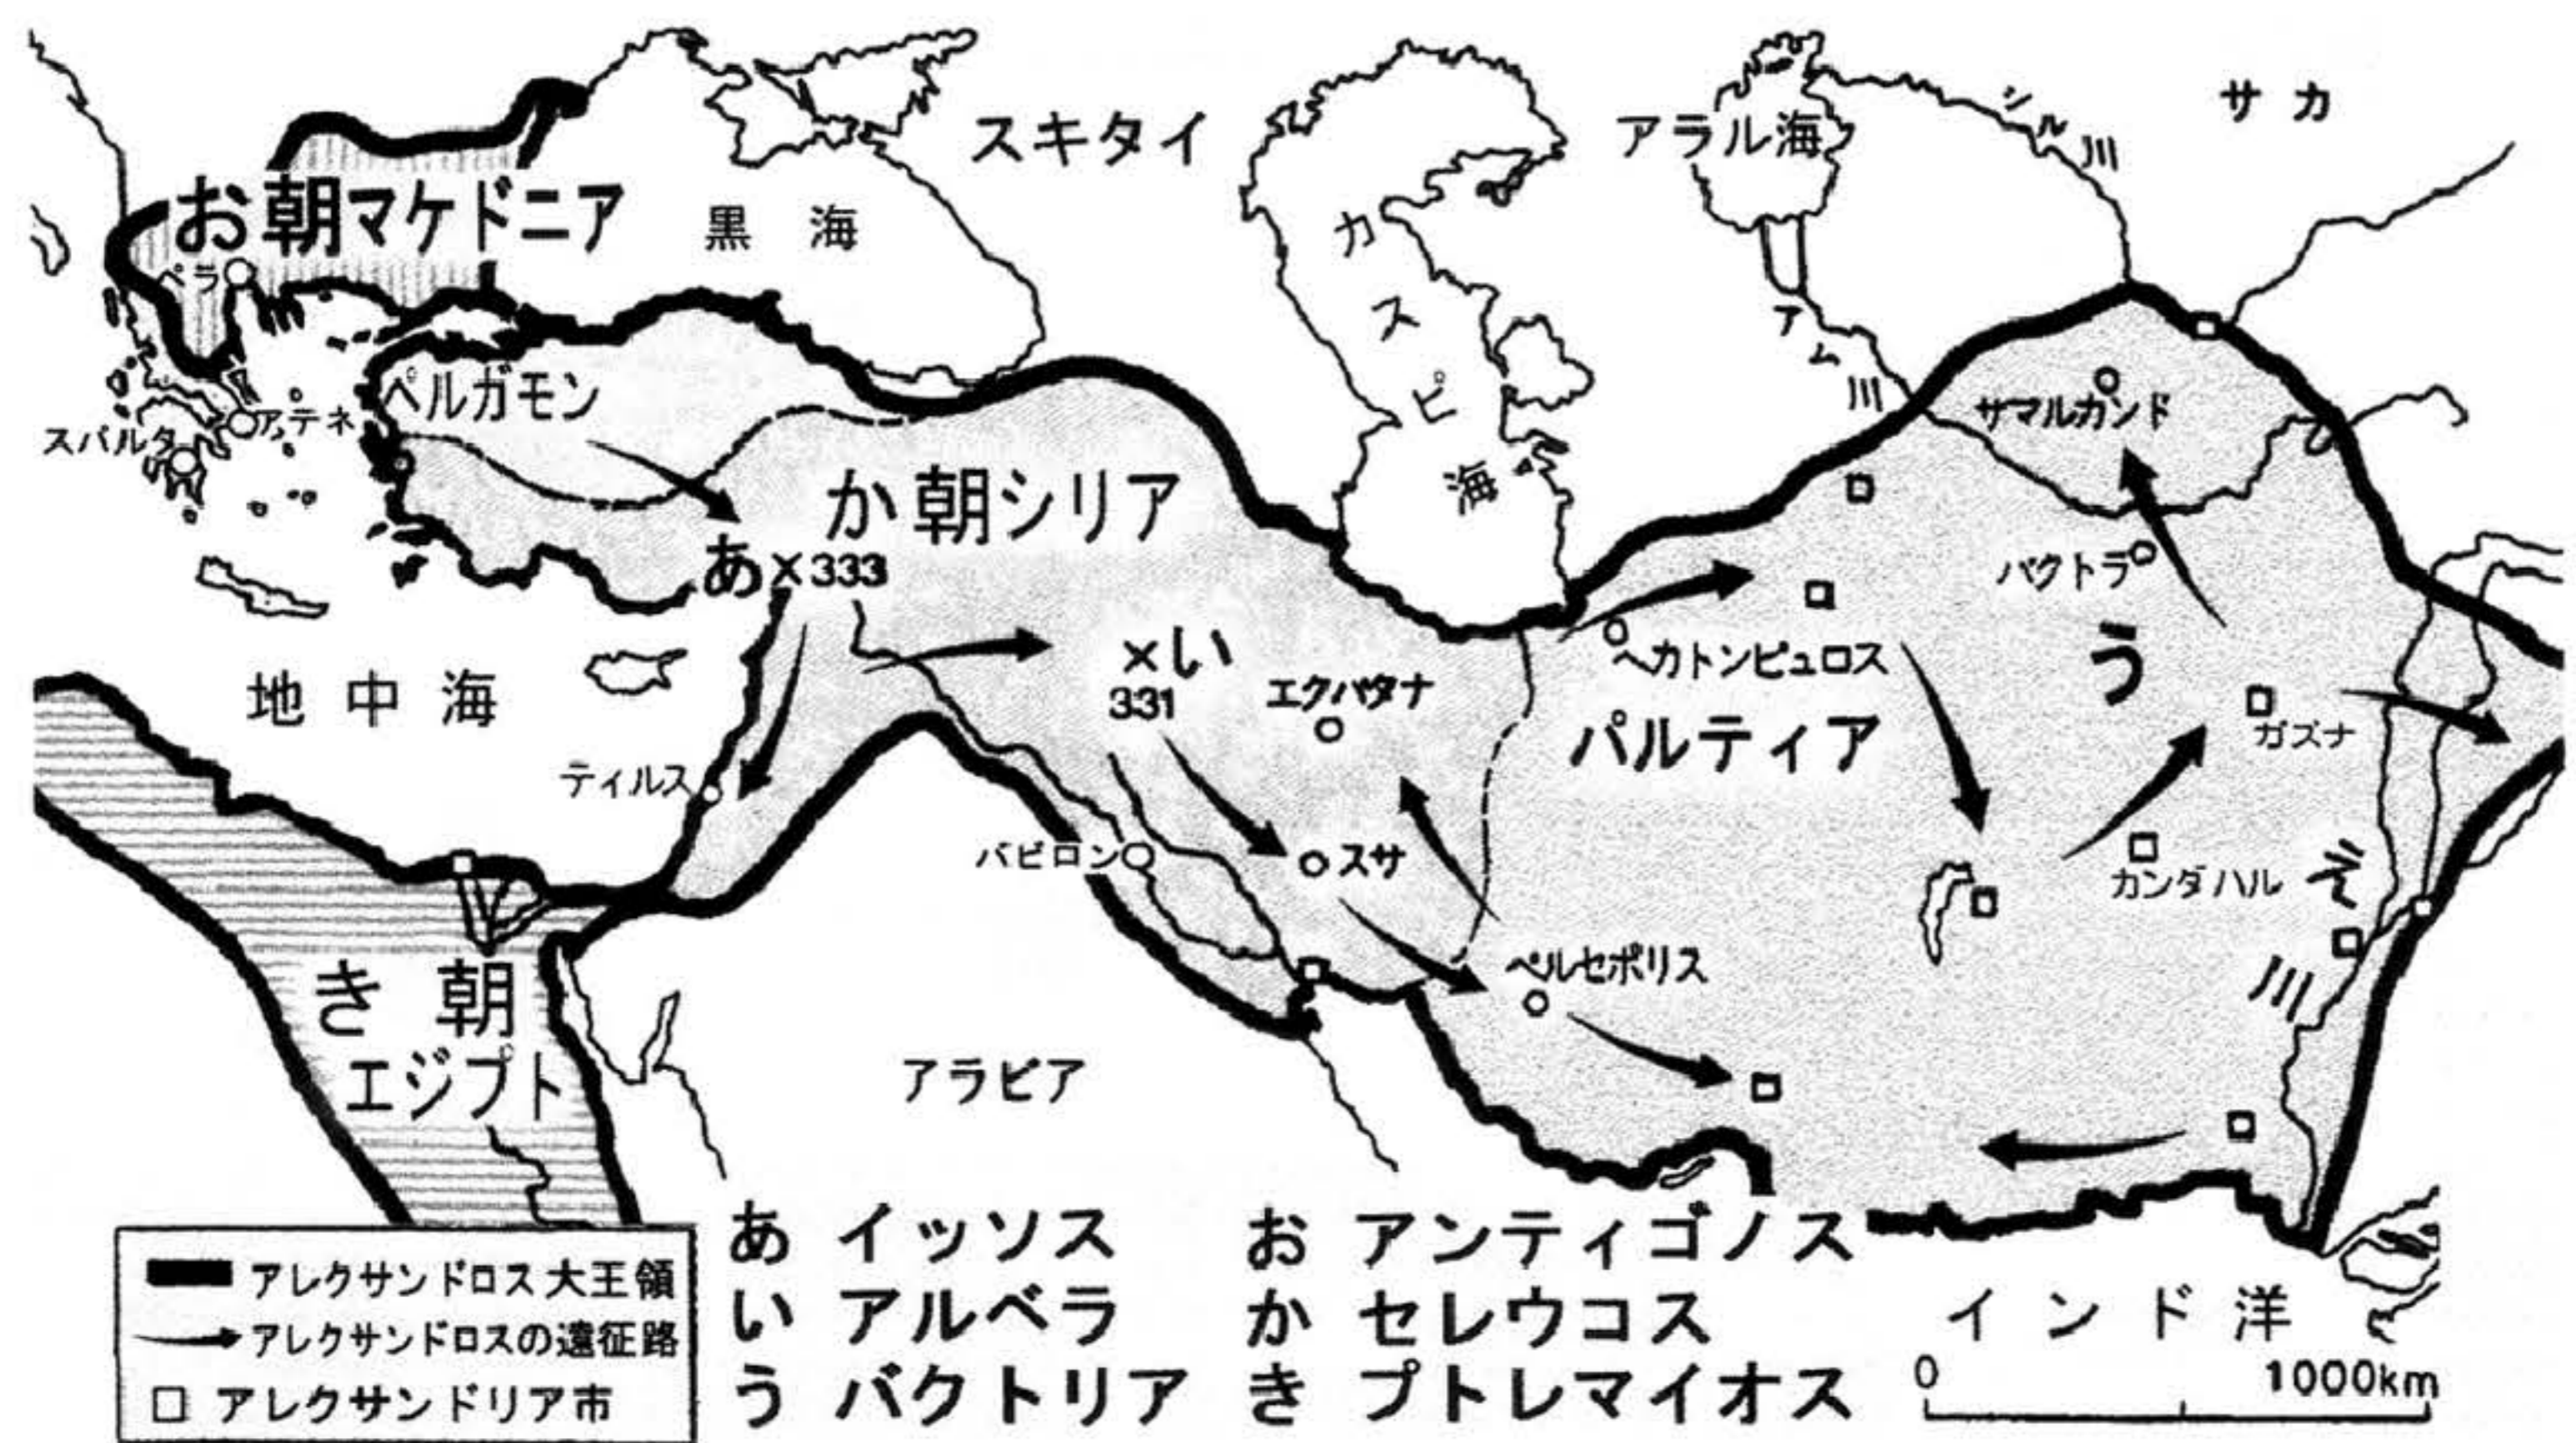 スキタイ
アラル海
シル川
サカ
お朝マケドニア
黒海
カスピ海
ペラ
アム川
ペルガモン
サマルカンド
スパルタ
アテネ
か朝シリア
あ×333
バクトラ
×い
331
う
地中海
エクバタナ
ヘカトンピュロス
パルティア
ガズナ
ティルス
バビロン
スサ
カンダハル
え川
き朝
エジプト
ペルセポリス
アラビア
アレクサンドロス大王領
アレクサンドロスの遠征路
アレクサンドリア市
あ イッソス
い アルベラ
う バクトリア
お アンティゴノス
か セレウコス
き プトレマイオス
インド洋
0 1000km